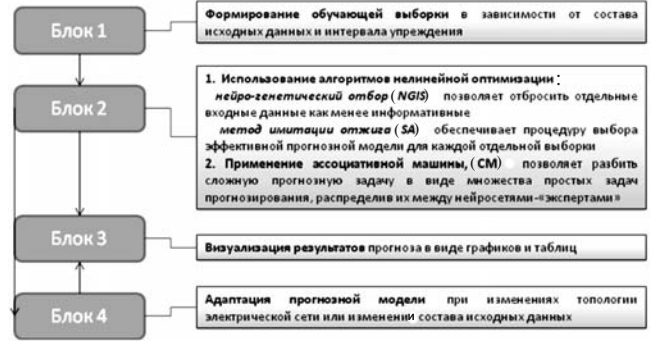 Блок 1
Формирование обучающей выборки в зависимости от состава
исходных данных и интервала упреждения
Блок 2
1. Использование алгоритмов нелинейной оптимизации :
нейро-генетический отбор (NGIS) позволяет отбросить отдельные
входные данные как менее информативные
метод имитации отжига (SA) обеспечивает процедуру выбора
эффективной прогнозной модели для каждой отдельной выборки
2. Применение ассоциативной машины, (СМ) позволяет разбить
сложную прогнозную задачу в виде множества простых задач
прогнозирования, распределив их между нейросетями-«экспертами»
Блок 3
Визуализация результатов прогноза в виде графиков и таблиц
Блок 4
Адаптация прогнозной модели при изменениях топологии
электрической сети или изменении состава исходных данных